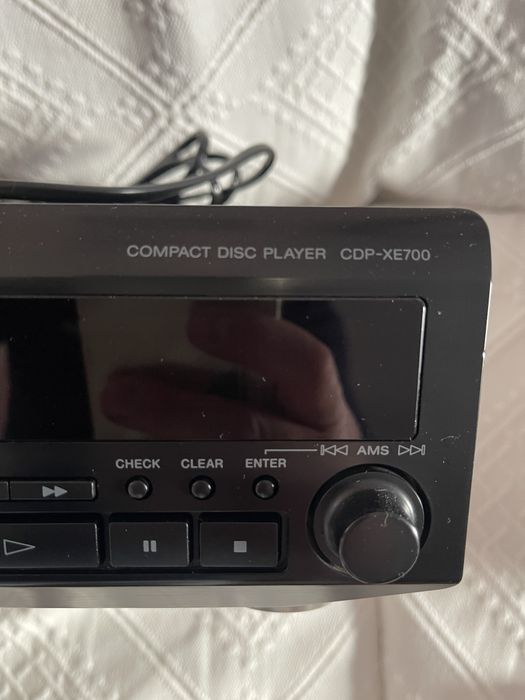 COMPACT DISC PLAYER CDP-XE700
AMS
CHECK CLEAR ENTER